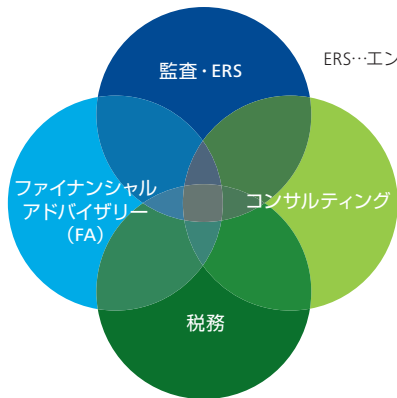 監査・ERS
ERS…エン
ファイナンシャル
アドバイザリー
（FA）
コンサルティング
税務